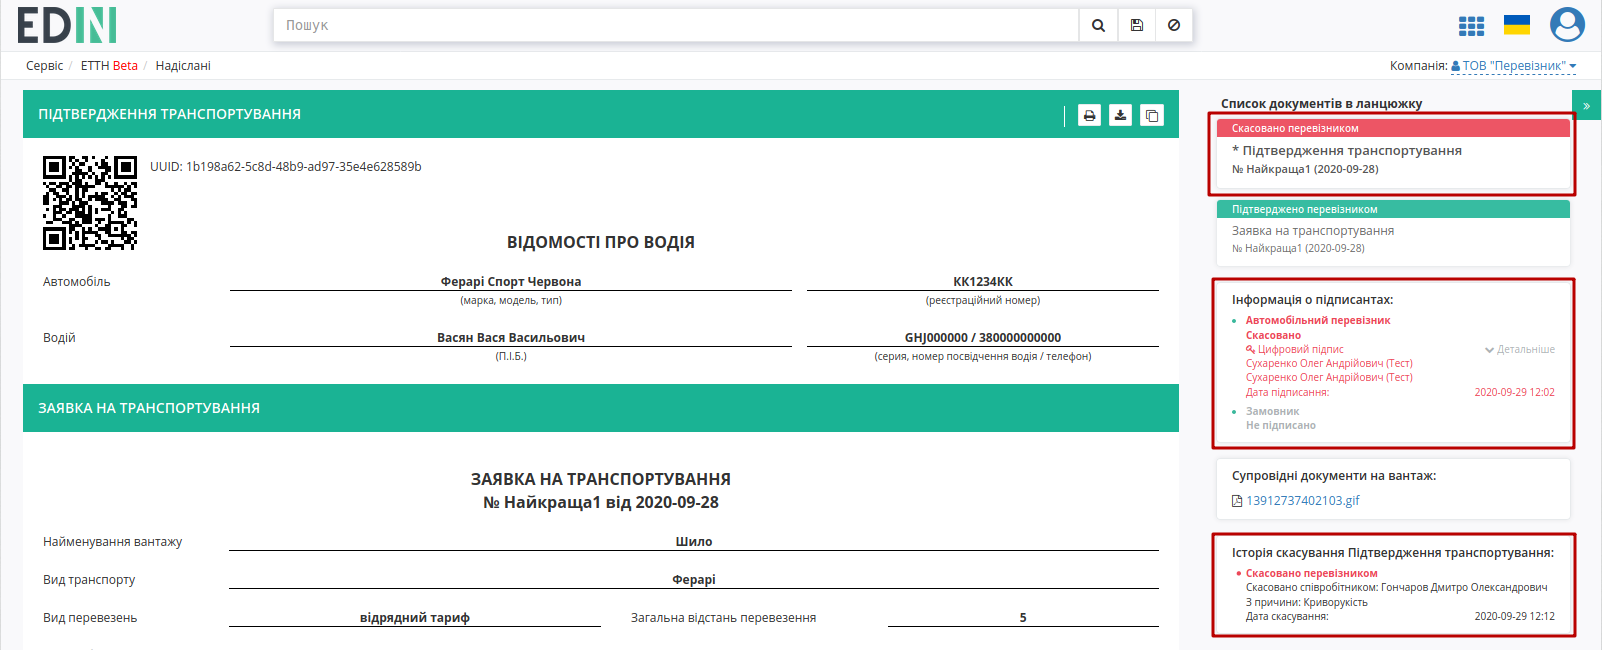 EDIN
Пошук
Сервіс / ЕТТН Beta / Надіслані
Компанія: ТОВ "Перевізник"
ПІДТВЕРДЖЕННЯ ТРАНСПОРТУВАННЯ
UUID: 1b198a62-5c8d-48b9-ad97-35e4e628589b
ВІДОМОСТІ ПРО ВОДІЯ
Автомобіль Ферарі Спорт Червона КК1234КК
(марка, модель, тип) (реєстраційний номер)
Водій Васян Вася Васильович GHJ000000 / 380000000000
(П.І.Б.) (серия, номер посвідчення водія / телефон)
ЗАЯВКА НА ТРАНСПОРТУВАННЯ
ЗАЯВКА НА ТРАНСПОРТУВАННЯ
№ Найкраща1 від 2020-09-28
Найменування вантажу Шило
Вид транспорту Ферарі
Вид перевезень відрядний тариф Загальна відстань перевезення 5
Список документів в ланцюжку
»
Скасовано перевізником
* Підтвердження транспортування
№ Найкраща1 (2020-09-28)
Підтверджено перевізником
Заявка на транспортування
№ Найкраща1 (2020-09-28)
Інформація о підписантах:
Автомобільний перевізник
Скасовано
Цифровий підпис Детальніше
Сухаренко Олег Андрійович (Тест)
Сухаренко Олег Андрійович (Тест)
Дата підписання: 2020-09-29 12:02
Замовник
Не підписано
Супровідні документи на вантаж:
13912737402103.gif
Історія скасування Підтвердження транспортування:
Скасовано перевізником
Скасовано співробітником: Гончаров Дмитро Олександрович
З причини: Криворукість
Дата скасування: 2020-09-29 12:12